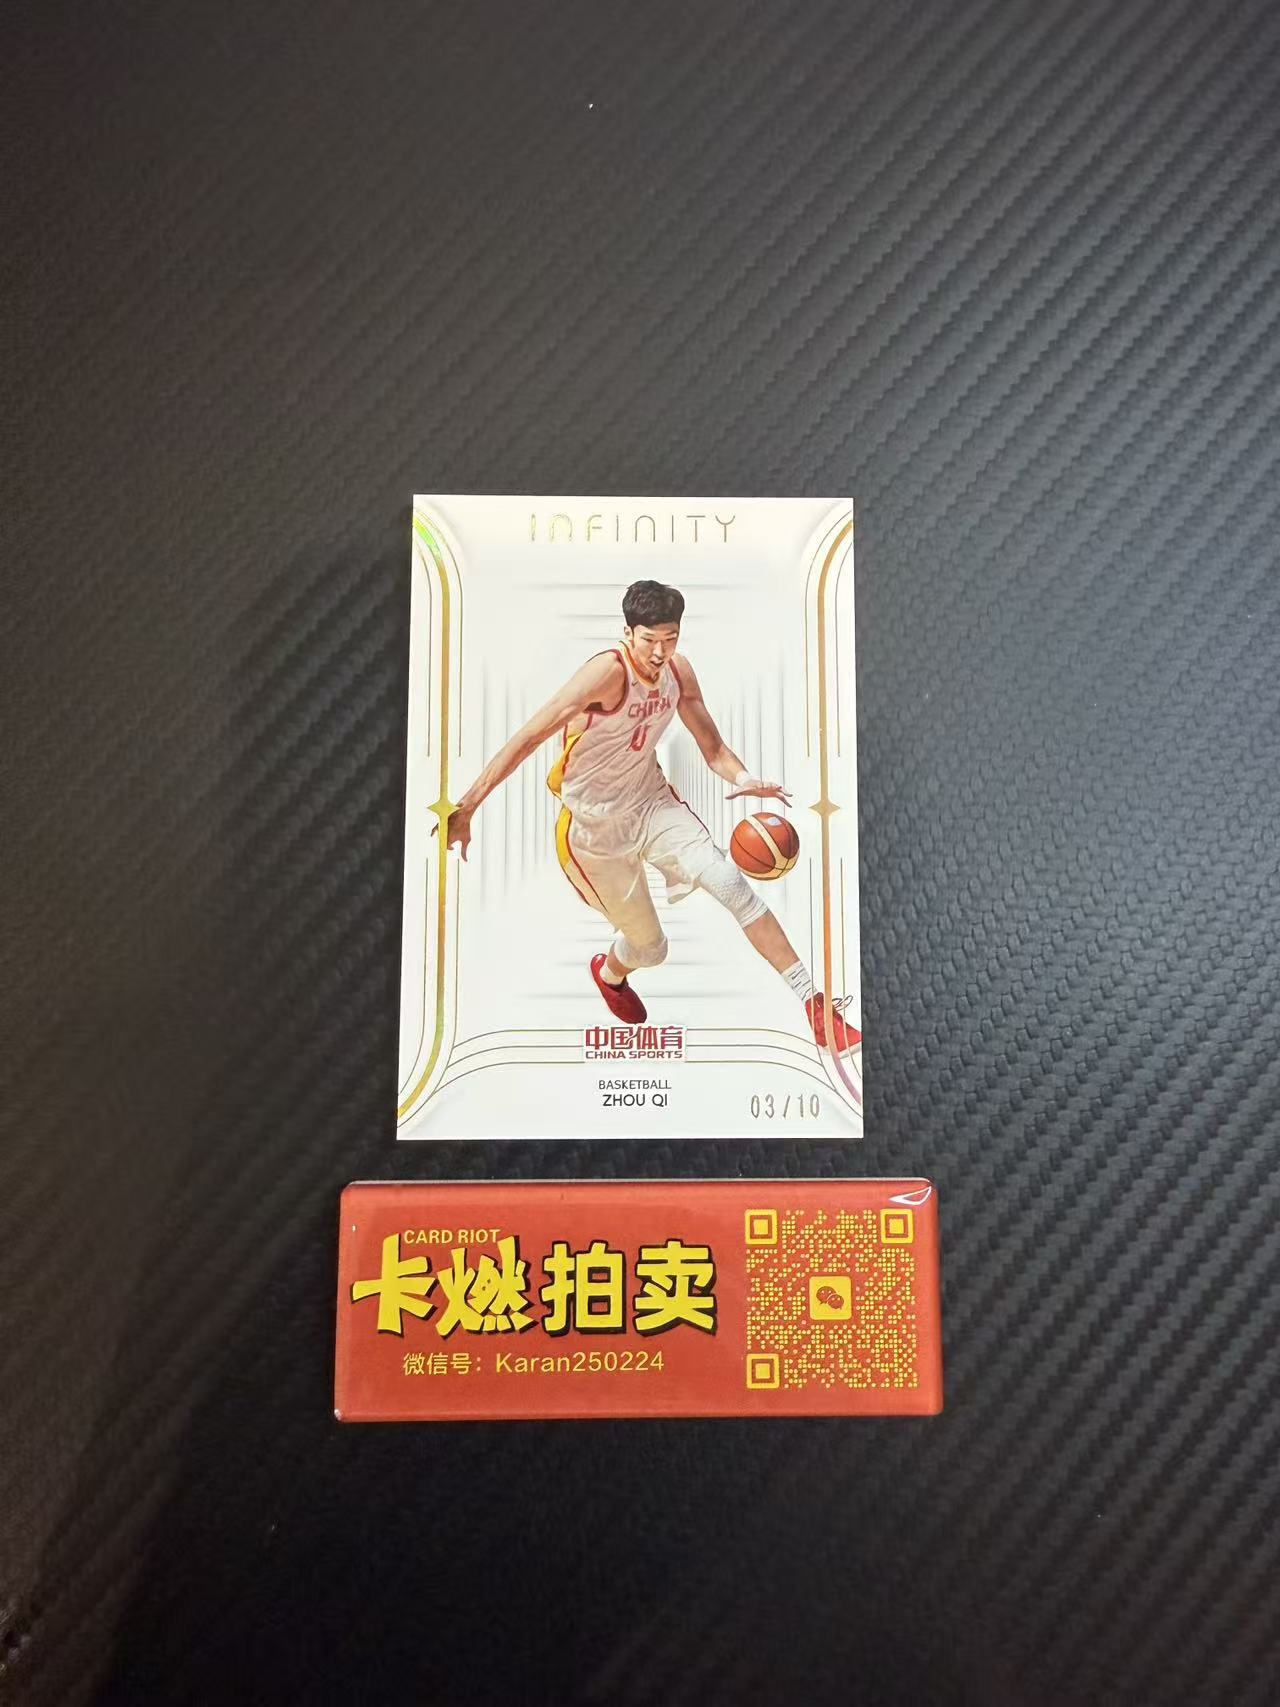 INFINITY
CHINA
中国体育
CHINA SPORTS
BASKETBALL
ZHOU QI
03/10
CARD RIOT
卡燃拍卖
微信号：Karan250224